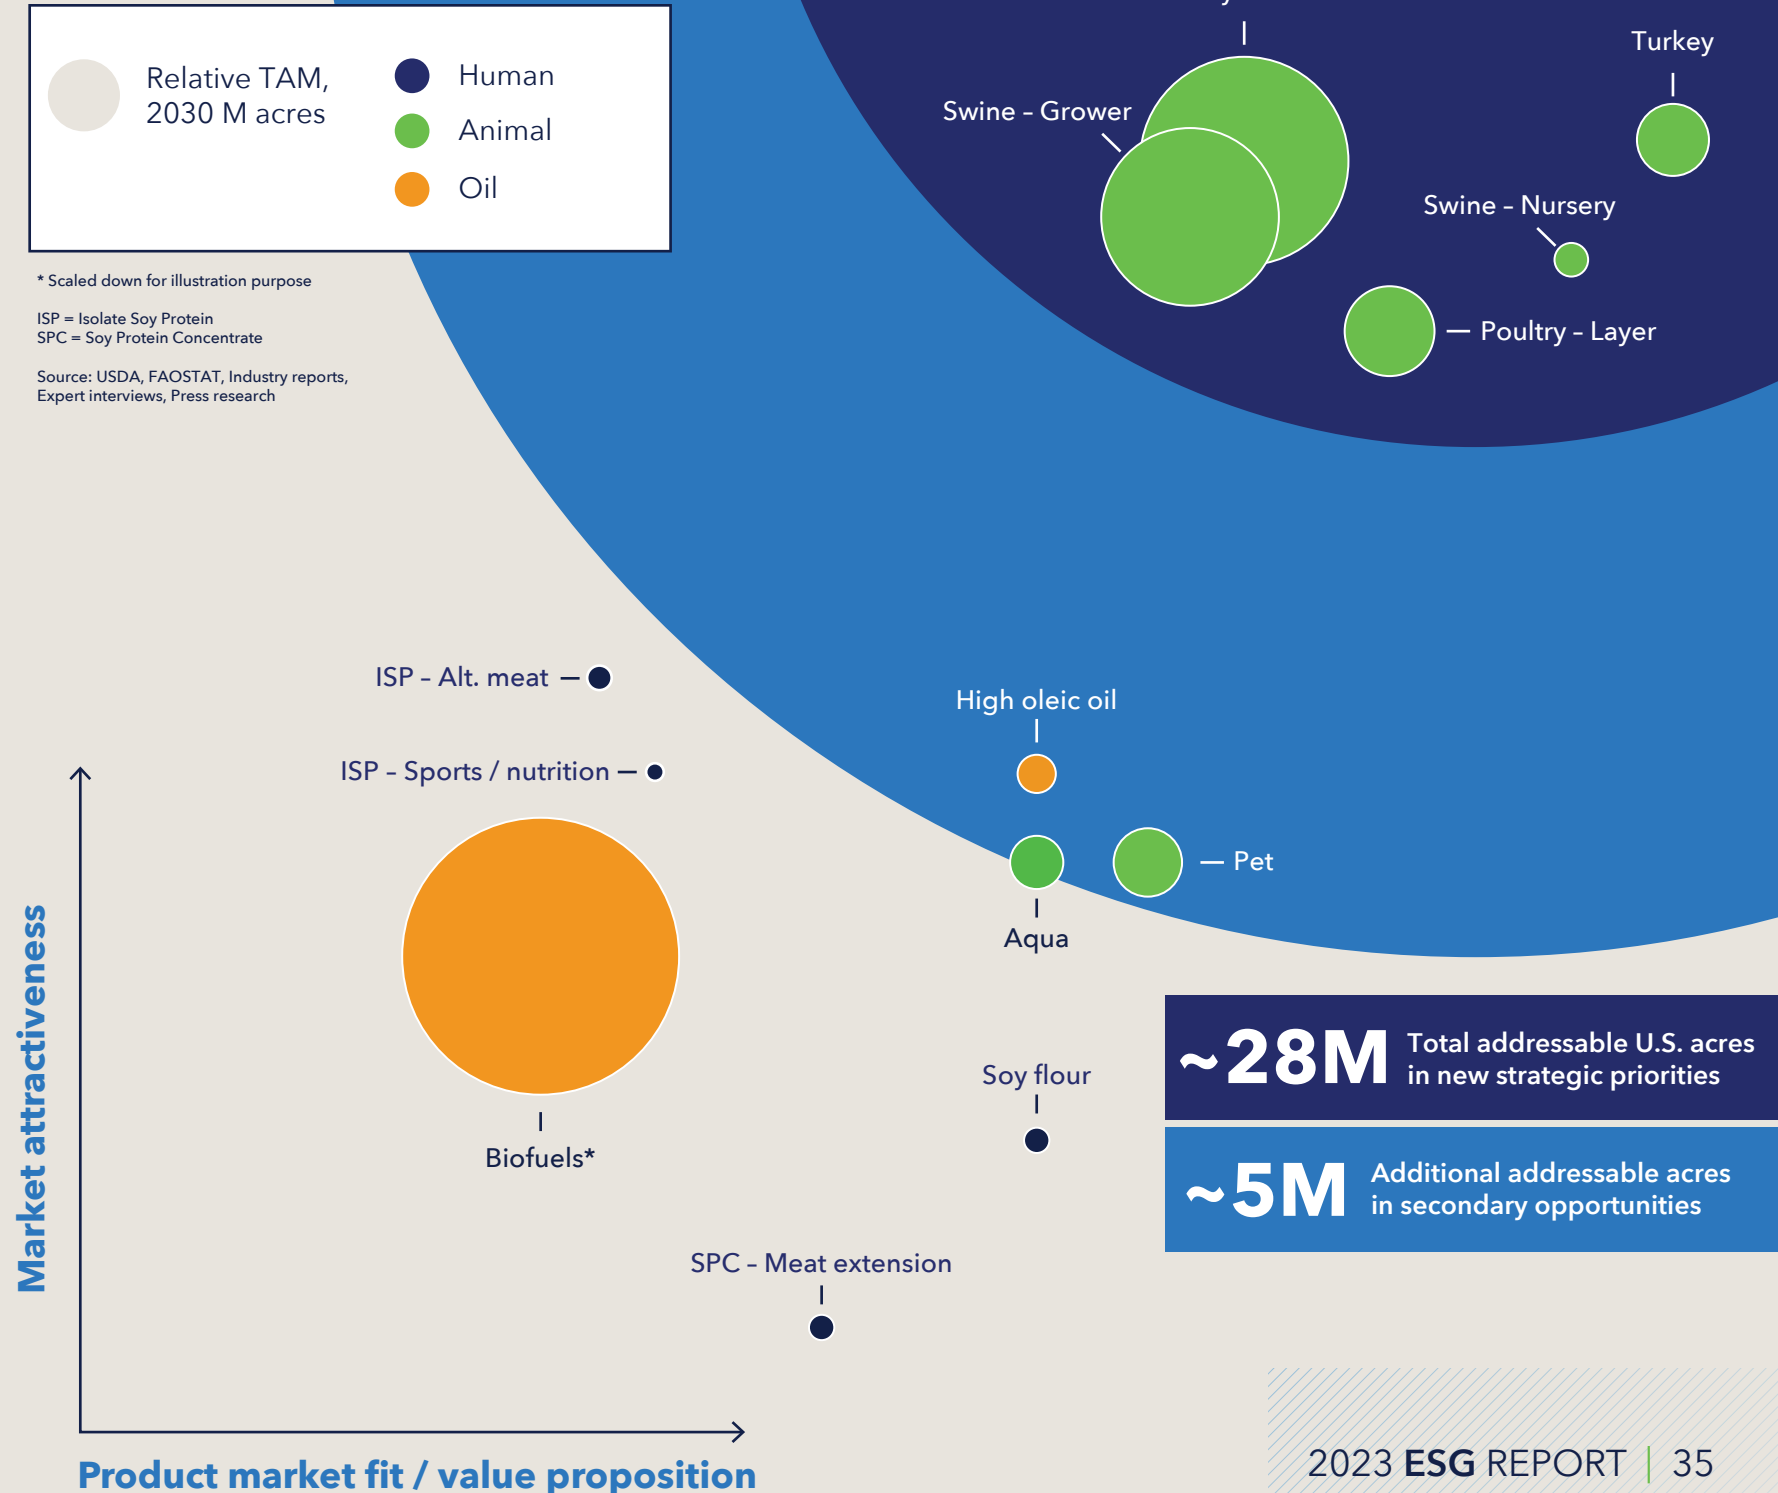 Relative TAM,
2030 M acres
Human
Animal
Oil
* Scaled down for illustration purpose
ISP = Isolate Soy Protein
SPC = Soy Protein Concentrate
Source: USDA, FAOSTAT, Industry reports,
Expert interviews, Press research
Turkey
Swine – Grower
Swine – Nursery
Poultry – Layer
ISP – Alt. meat
High oleic oil
ISP – Sports / nutrition
Pet
Aqua
Soy flour
Biofuels*
SPC – Meat extension
~28M Total addressable U.S. acres
in new strategic priorities
~5M Additional addressable acres
in secondary opportunities
Market attractiveness
Product market fit / value proposition
2023 ESG REPORT | 35